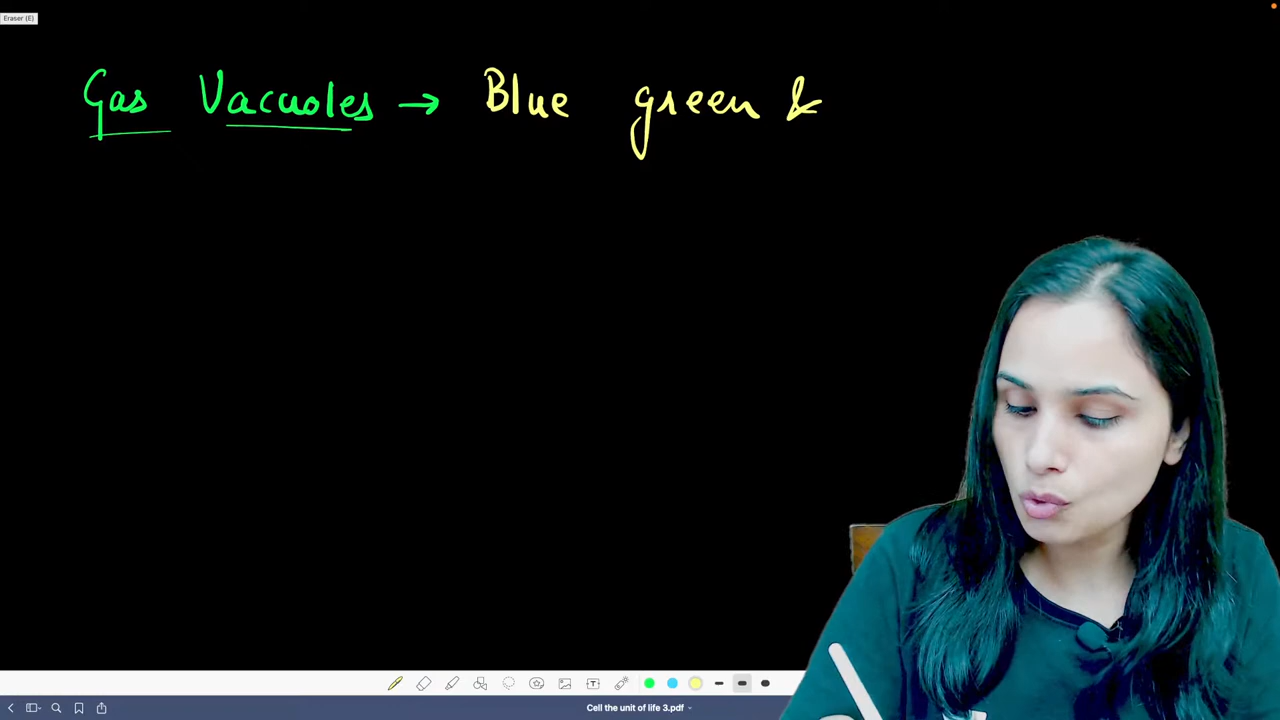 Eraser (E)
Gas Vacuoles → Blue green &
Cell the unit of life 3.pdf